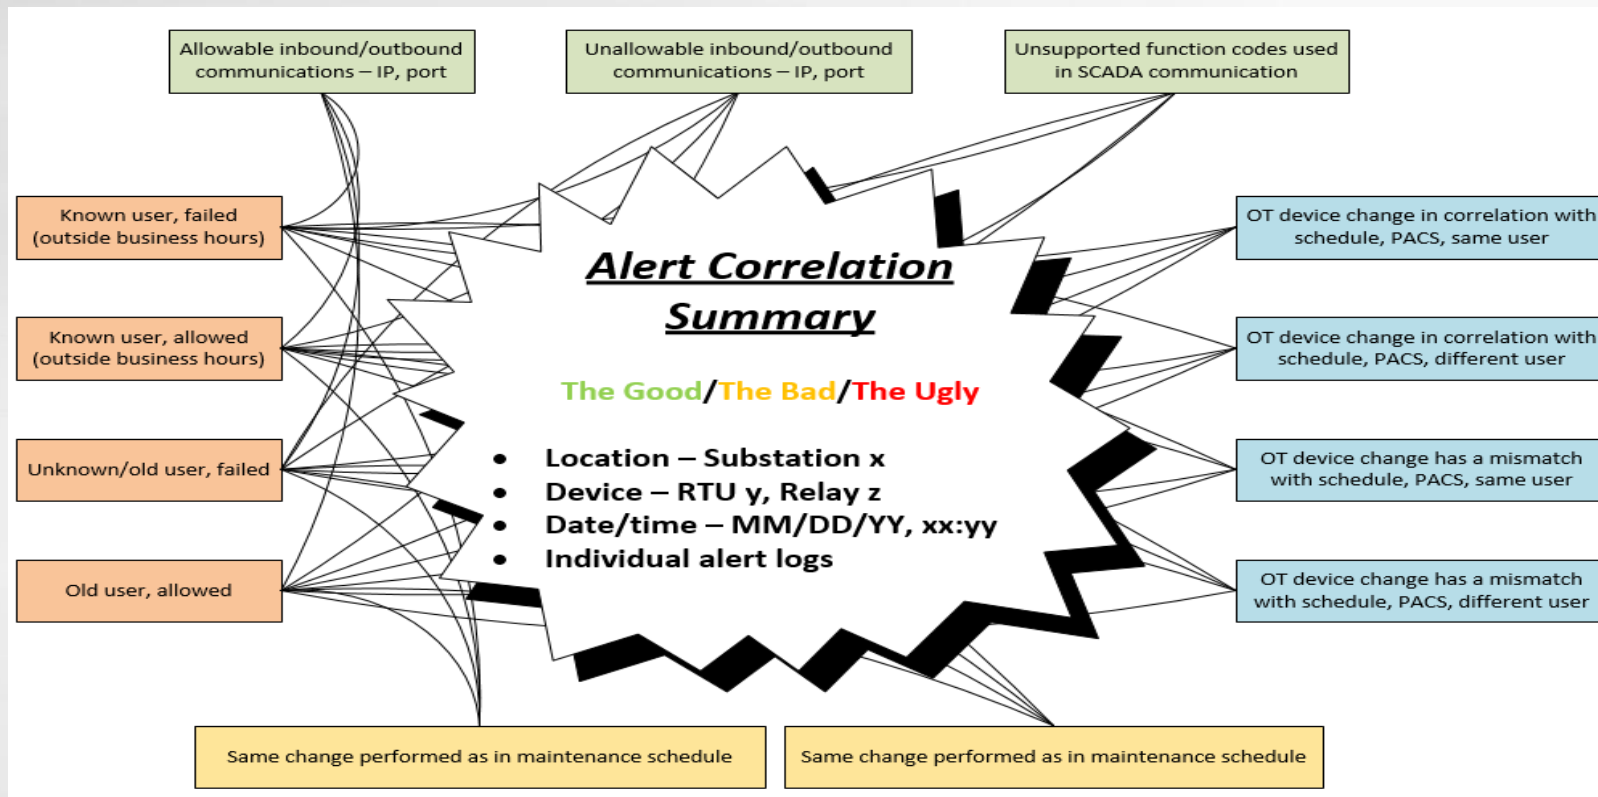 Allowable inbound/outbound
communications – IP, port
Unallowable inbound/outbound
communications – IP, port
Unsupported function codes used
in SCADA communication
Known user, failed
(outside business hours)
Known user, allowed
(outside business hours)
Unknown/old user, failed
Old user, allowed
Alert Correlation
Summary
The Good/The Bad/The Ugly
• Location – Substation x
• Device – RTU y, Relay z
• Date/time – MM/DD/YY, xx:yy
• Individual alert logs
OT device change in correlation with
schedule, PACS, same user
OT device change in correlation with
schedule, PACS, different user
OT device change has a mismatch
with schedule, PACS, same user
OT device change has a mismatch
with schedule, PACS, different user
Same change performed as in maintenance schedule
Same change performed as in maintenance schedule